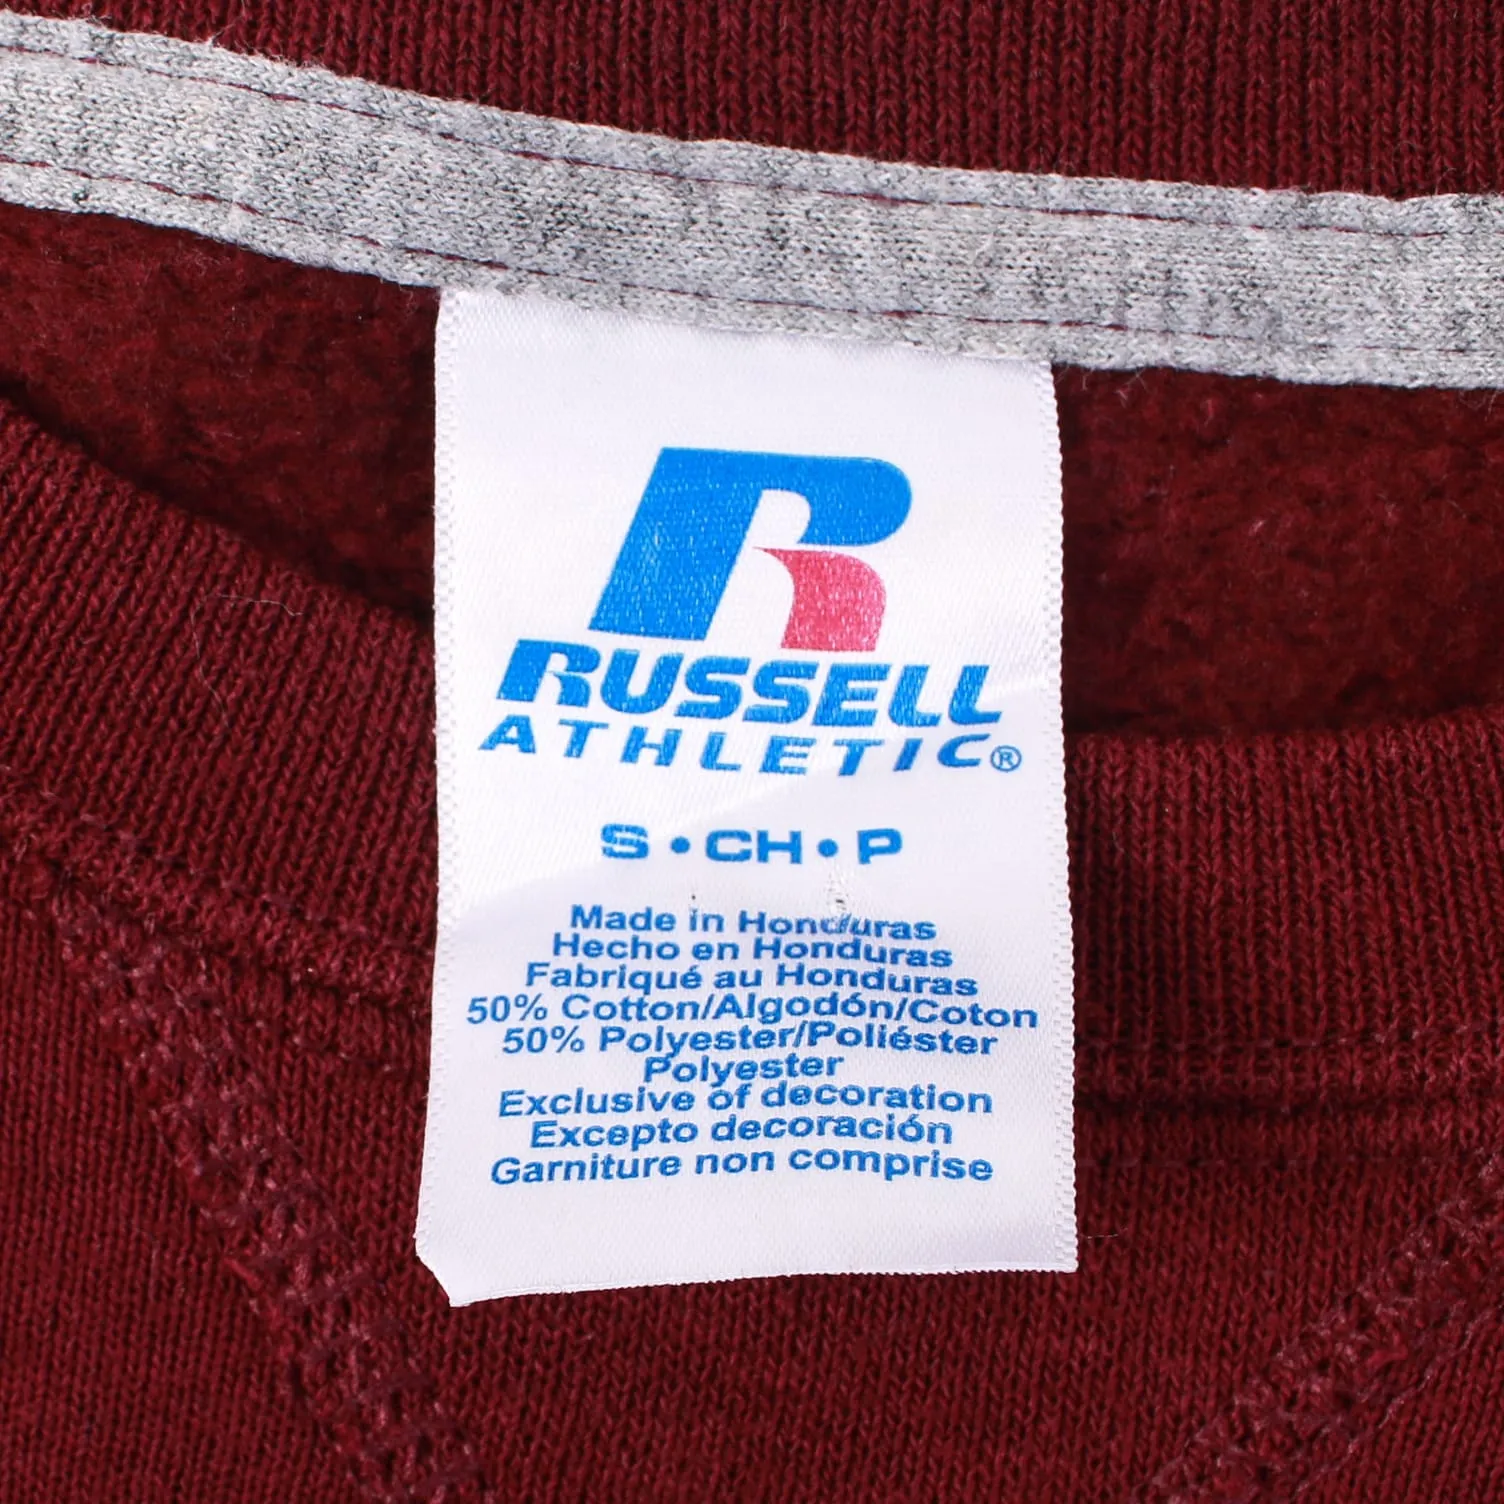 R
RUSSELL
ATHLETIC®
S • CH • P
Made in Honduras
Hecho en Honduras
Fabriqué au Honduras
50% Cotton/Algodón/Coton
50% Polyester/Poliéster
Polyester
Exclusive of decoration
Excepto decoración
Garniture non comprise